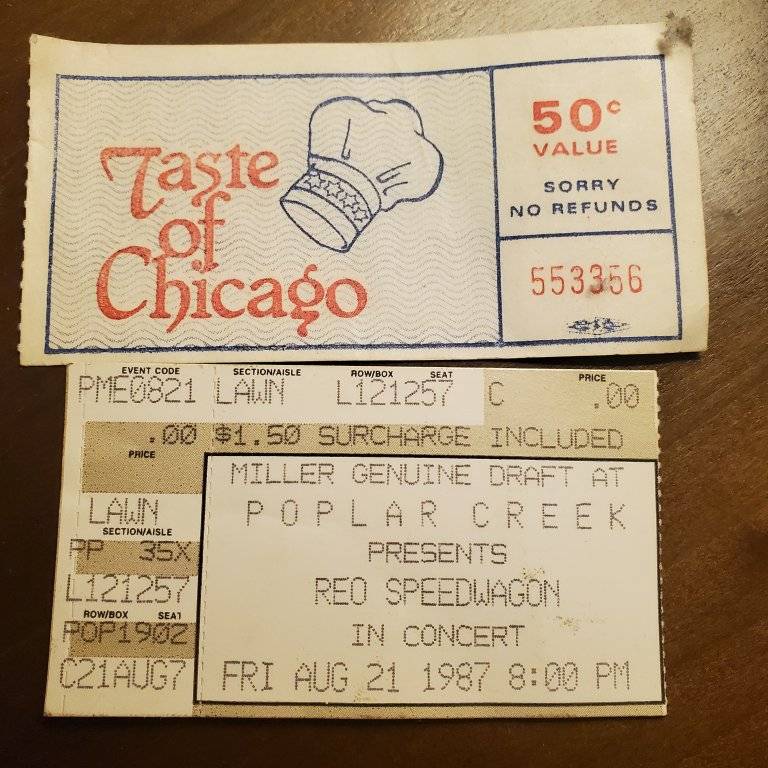 Taste
of
Chicago
50¢
VALUE
SORRY
NO REFUNDS
553356
EVENT CODE SECTION/AISLE ROW/BOX SEAT PRICE
PME0821 LAWN L121257 C .00
.00 $1.50 SURCHARGE INCLUDED
PRICE
MILLER GENUINE DRAFT AT
POPLAR CREEK
PRESENTS
REO SPEEDWAGON
IN CONCERT
FRI AUG 21 1987 8:00 PM
LAWN
SECTION/AISLE
PP 35X
L121257
ROW/BOX SEAT
POP1902
C21AUG7